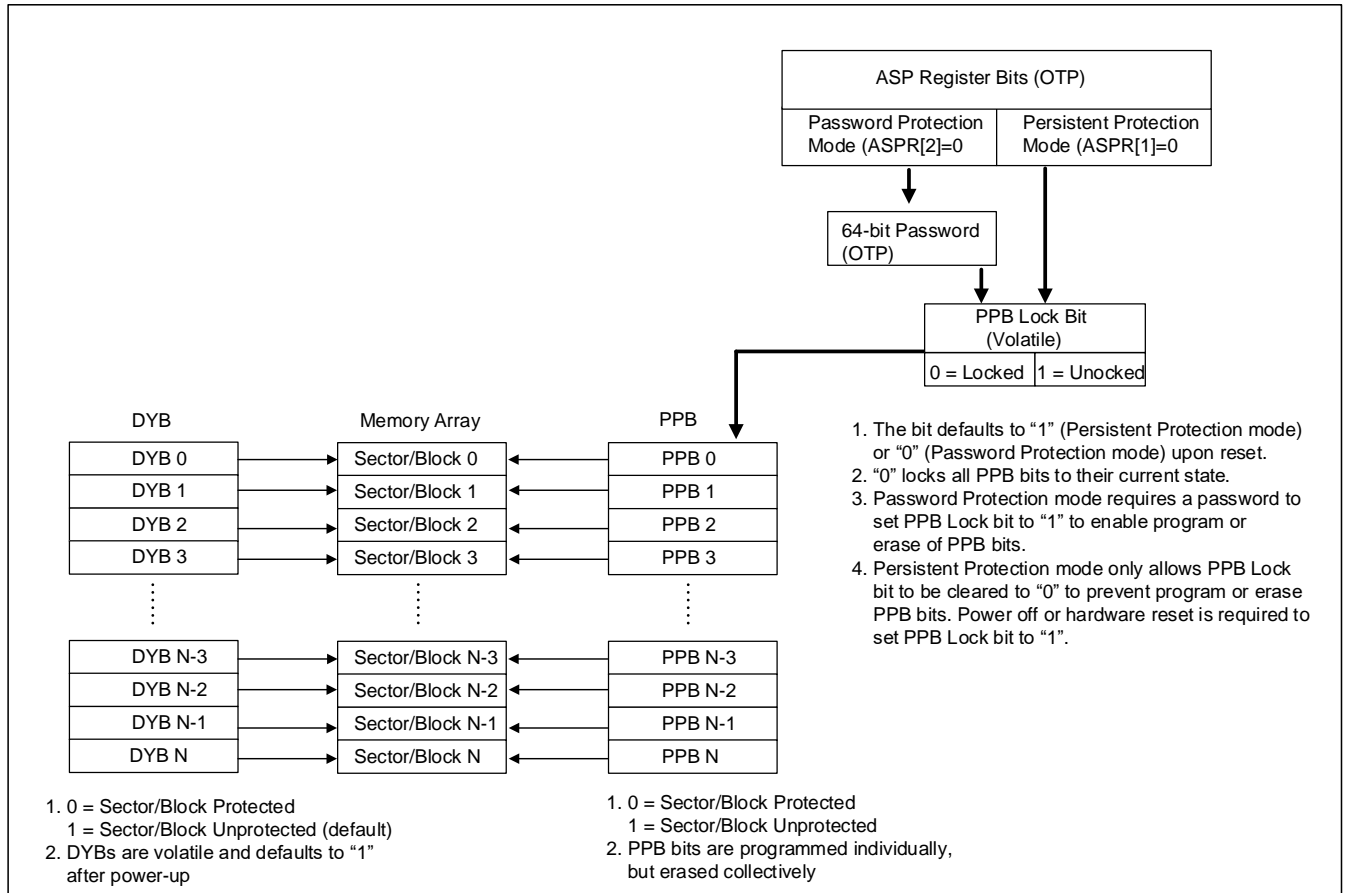 ASP Register Bits (OTP)
Password Protection
Mode (ASPR[2]=0
Persistent Protection
Mode (ASPR[1]=0
64-bit Password
(OTP)
PPB Lock Bit
(Volatile)
0 = Locked
1 = Unocked
DYB
Memory Array
PPB
DYB 0
Sector/Block 0
PPB 0
DYB 1
Sector/Block 1
PPB 1
DYB 2
Sector/Block 2
PPB 2
DYB 3
Sector/Block 3
PPB 3
DYB N-3
Sector/Block N-3
PPB N-3
DYB N-2
Sector/Block N-2
PPB N-2
DYB N-1
Sector/Block N-1
PPB N-1
DYB N
Sector/Block N
PPB N
1. The bit defaults to “1” (Persistent Protection mode)
or “0” (Password Protection mode) upon reset.
2. “0” locks all PPB bits to their current state.
3. Password Protection mode requires a password to
set PPB Lock bit to “1” to enable program or
erase of PPB bits.
4. Persistent Protection mode only allows PPB Lock
bit to be cleared to “0” to prevent program or erase
PPB bits. Power off or hardware reset is required to
set PPB Lock bit to “1”.
1. 0 = Sector/Block Protected
1 = Sector/Block Unprotected (default)
2. DYBs are volatile and defaults to “1”
after power-up
1. 0 = Sector/Block Protected
1 = Sector/Block Unprotected
2. PPB bits are programmed individually,
but erased collectively